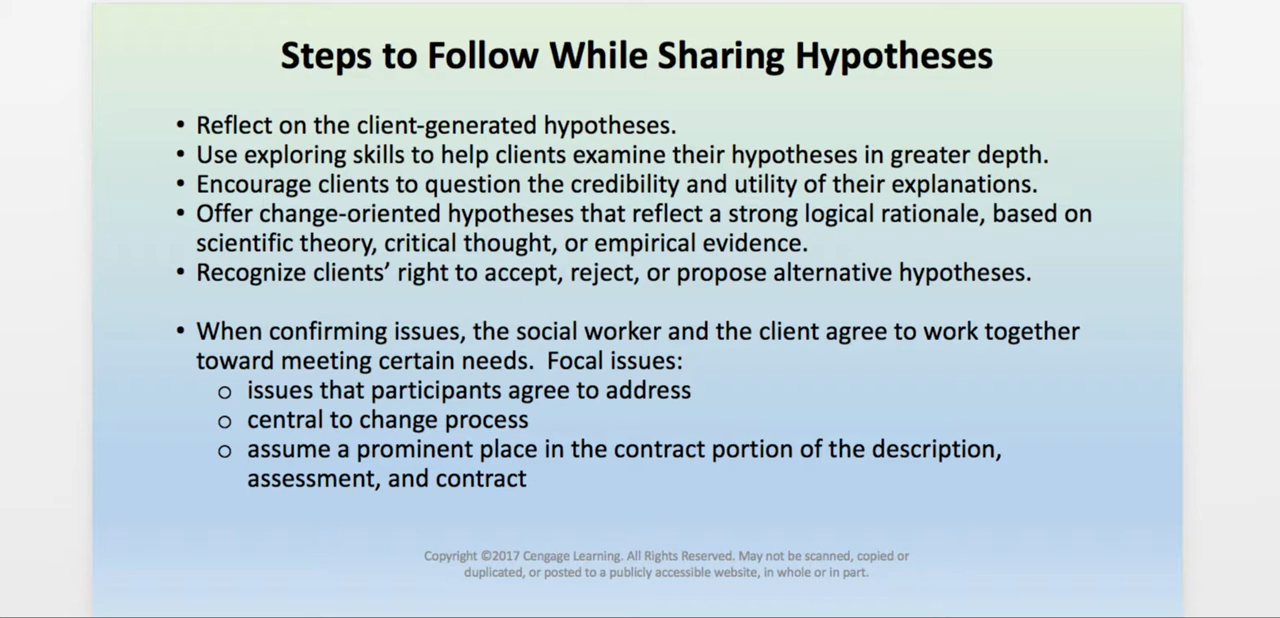 Steps to Follow While Sharing Hypotheses
• Reflect on the client-generated hypotheses.
• Use exploring skills to help clients examine their hypotheses in greater depth.
• Encourage clients to question the credibility and utility of their explanations.
• Offer change-oriented hypotheses that reflect a strong logical rationale, based on
scientific theory, critical thought, or empirical evidence.
• Recognize clients’ right to accept, reject, or propose alternative hypotheses.
• When confirming issues, the social worker and the client agree to work together
toward meeting certain needs.  Focal issues:
o issues that participants agree to address
o central to change process
o assume a prominent place in the contract portion of the description,
assessment, and contract
Copyright ©2017 Cengage Learning. All Rights Reserved. May not be scanned, copied or
duplicated, or posted to a publicly accessible website, in whole or in part.